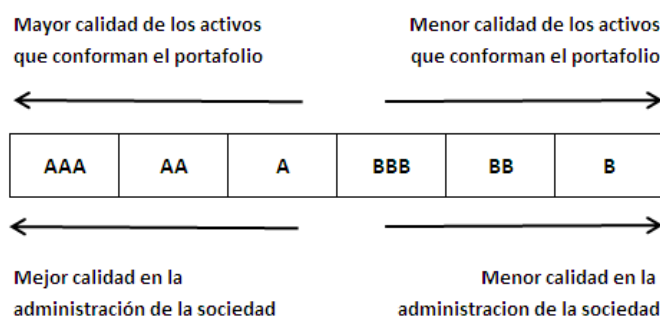 Mayor calidad de los activos
que conforman el portafolio
Menor calidad de los activos
que conforman el portafolio
AAA AA A BBB BB B
Mejor calidad en la
administración de la sociedad
Menor calidad en la
administracion de la sociedad